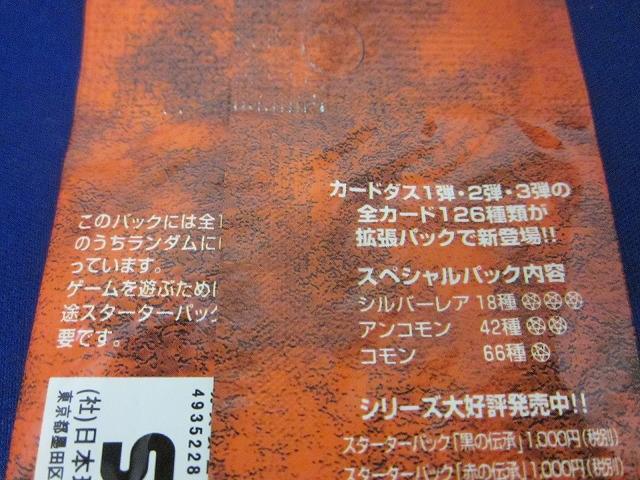 カードダス1弾・2弾・3弾の
全カード126種類が
拡張パックで新登場!!
スペシャルパック内容
シルバーレア 18種
アンコモン 42種
コモン 66種
シリーズ大好評発売中!!
スターターパック「黒の伝承」1,000円(税別)
スターターパック「赤の伝承」1,000円(税別)
このパックには全1
のうちランダムに
っています。
ゲームを遊ぶため
途スターターパック
要です。
(社)日本
東京都墨田区
S
4935228